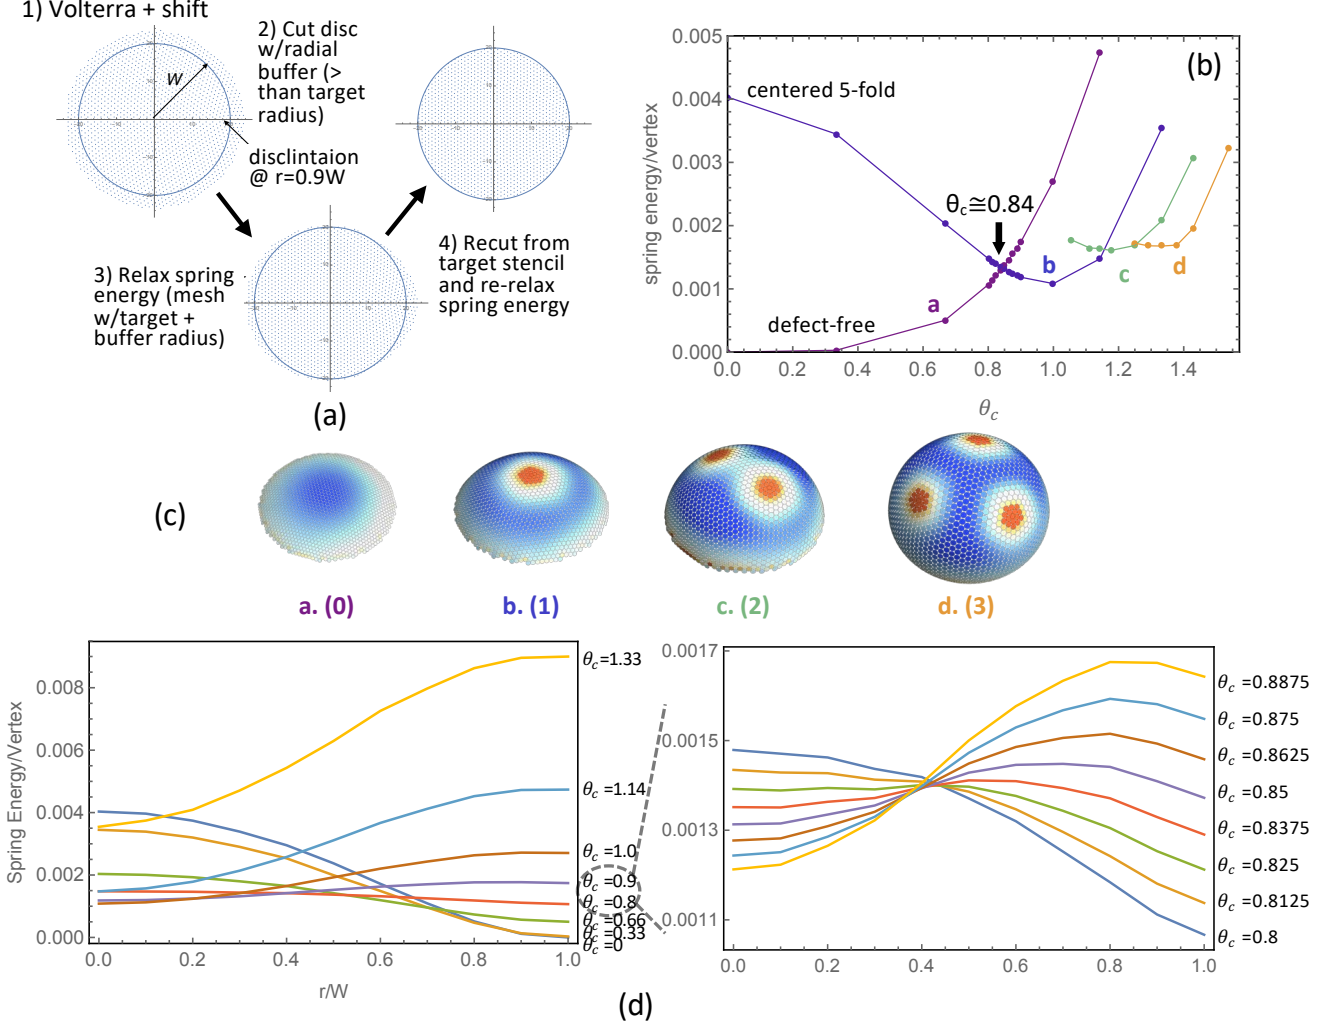 1) Volterra + shift
W
2) Cut disc
w/radial
buffer (>
than target
radius)
disclintaion
@ r=0.9W
3) Relax spring
energy (mesh
w/target +
buffer radius)
4) Recut from
target stencil
and re-relax
spring energy
(a)
(b)
spring energy/vertex
0.005
0.004
0.003
0.002
0.001
0.000
centered 5-fold
θc≅0.84
a
b
c
d
defect-free
0.0 0.2 0.4 0.6 0.8 1.0 1.2 1.4
θc
(c)
a. (0)
b. (1)
c. (2)
d. (3)
Spring Energy/Vertex
0.008
0.006
0.004
0.002
0.000
θc=1.33
θc=1.14
θc=1.0
θc=0.9
θc=0.8
θc=0.66
θc=0.33
θc=0
0.0 0.2 0.4 0.6 0.8 1.0
r/W
0.0017
0.0015
0.0013
0.0011
θc =0.8875
θc =0.875
θc =0.8625
θc =0.85
θc =0.8375
θc =0.825
θc =0.8125
θc =0.8
0.0 0.2 0.4 0.6 0.8 1.0
(d)